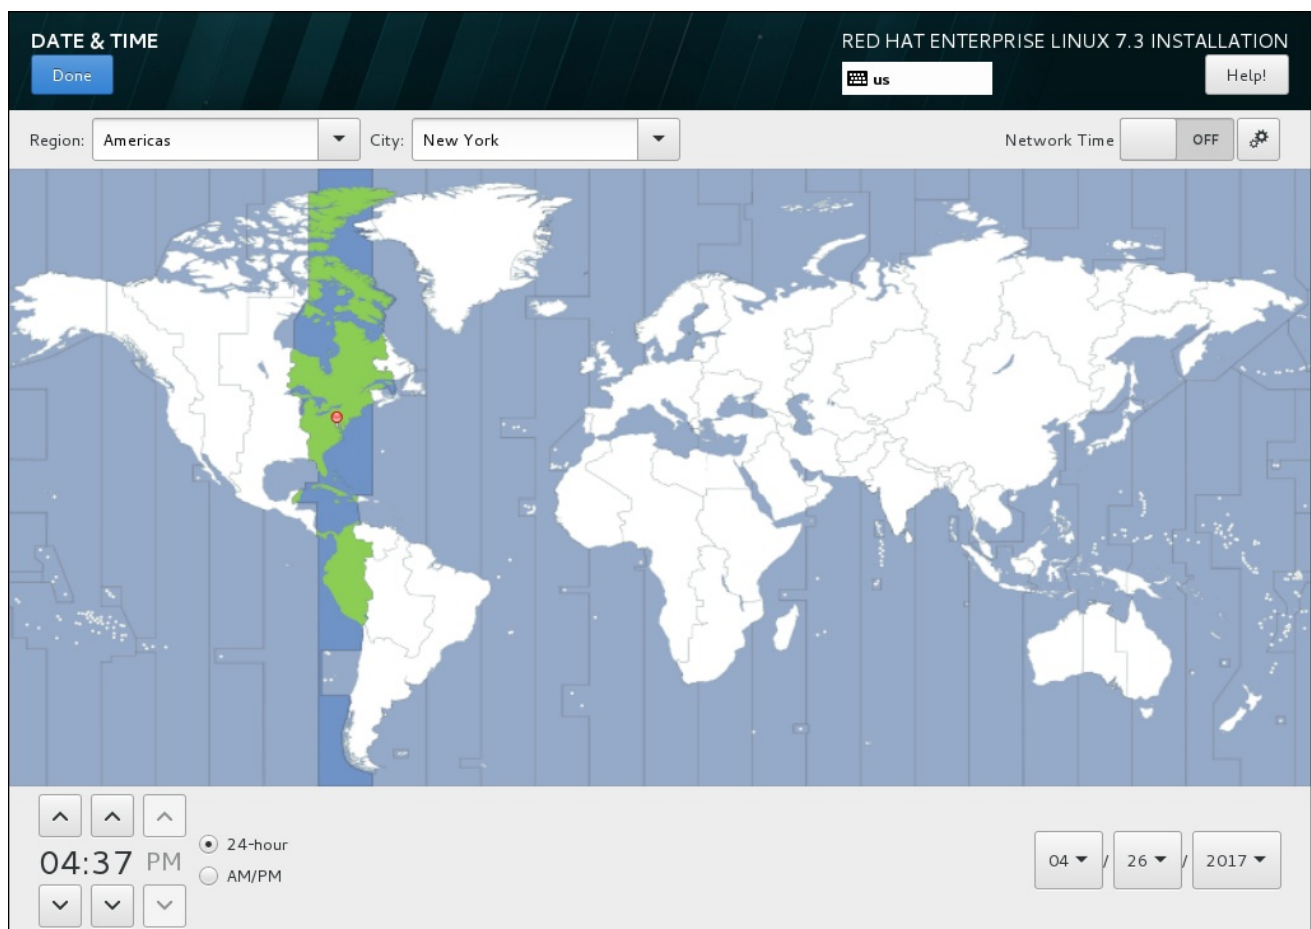 DATE & TIME
RED HAT ENTERPRISE LINUX 7.3 INSTALLATION
Done
us
Help!
Region: Americas City: New York Network Time OFF
04:37 PM
24-hour
AM/PM
04 / 26 / 2017